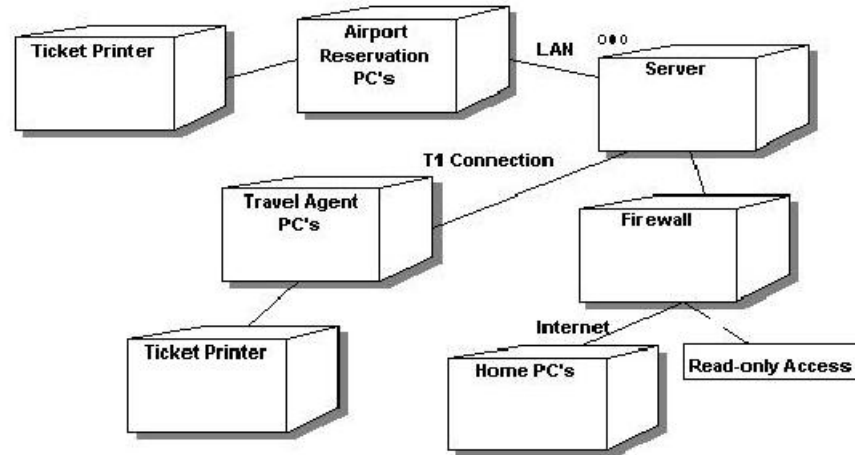 Ticket Printer
Airport
Reservation
PC's
LAN
Server
T1 Connection
Travel Agent
PC's
Firewall
Ticket Printer
Internet
Home PC's
Read-only Access